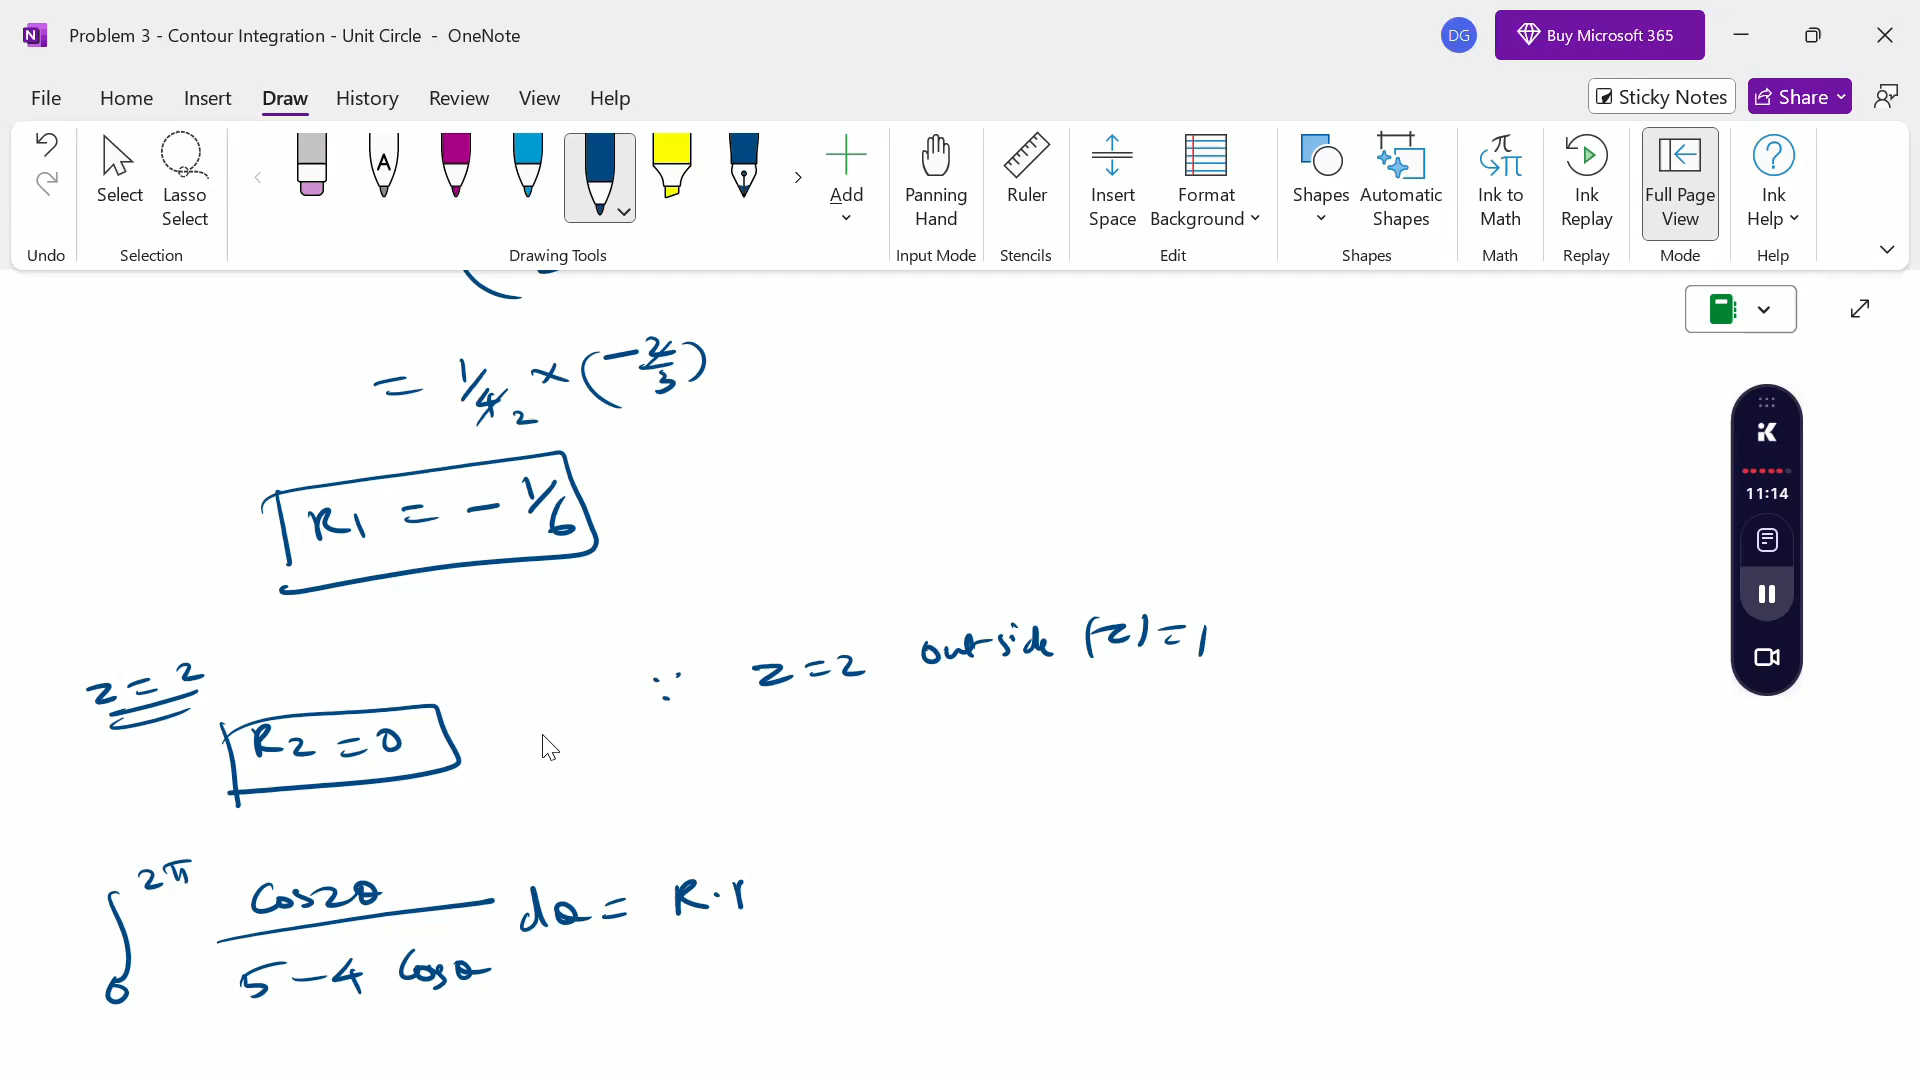 Problem 3 - Contour Integration - Unit Circle - OneNote
DG
Buy Microsoft 365
File Home Insert Draw History Review View Help
Sticky Notes
Share
Select
Lasso Select
A
Add
Panning Hand
Ruler
Insert Space
Format Background
Shapes
Automatic Shapes
Ink to Math
Ink Replay
Full Page View
Ink Help
Undo
Selection
Drawing Tools
Input Mode
Stencils
Edit
Shapes
Math
Replay
Mode
Help
= 1/4 2 × (-2/3)
11:14
R1 = - 1/6
z = 2
∵ z = 2 outside |z| = 1
R2 = 0
∫₀^2π cos2θ / (5 - 4 cosθ) dθ = R.P